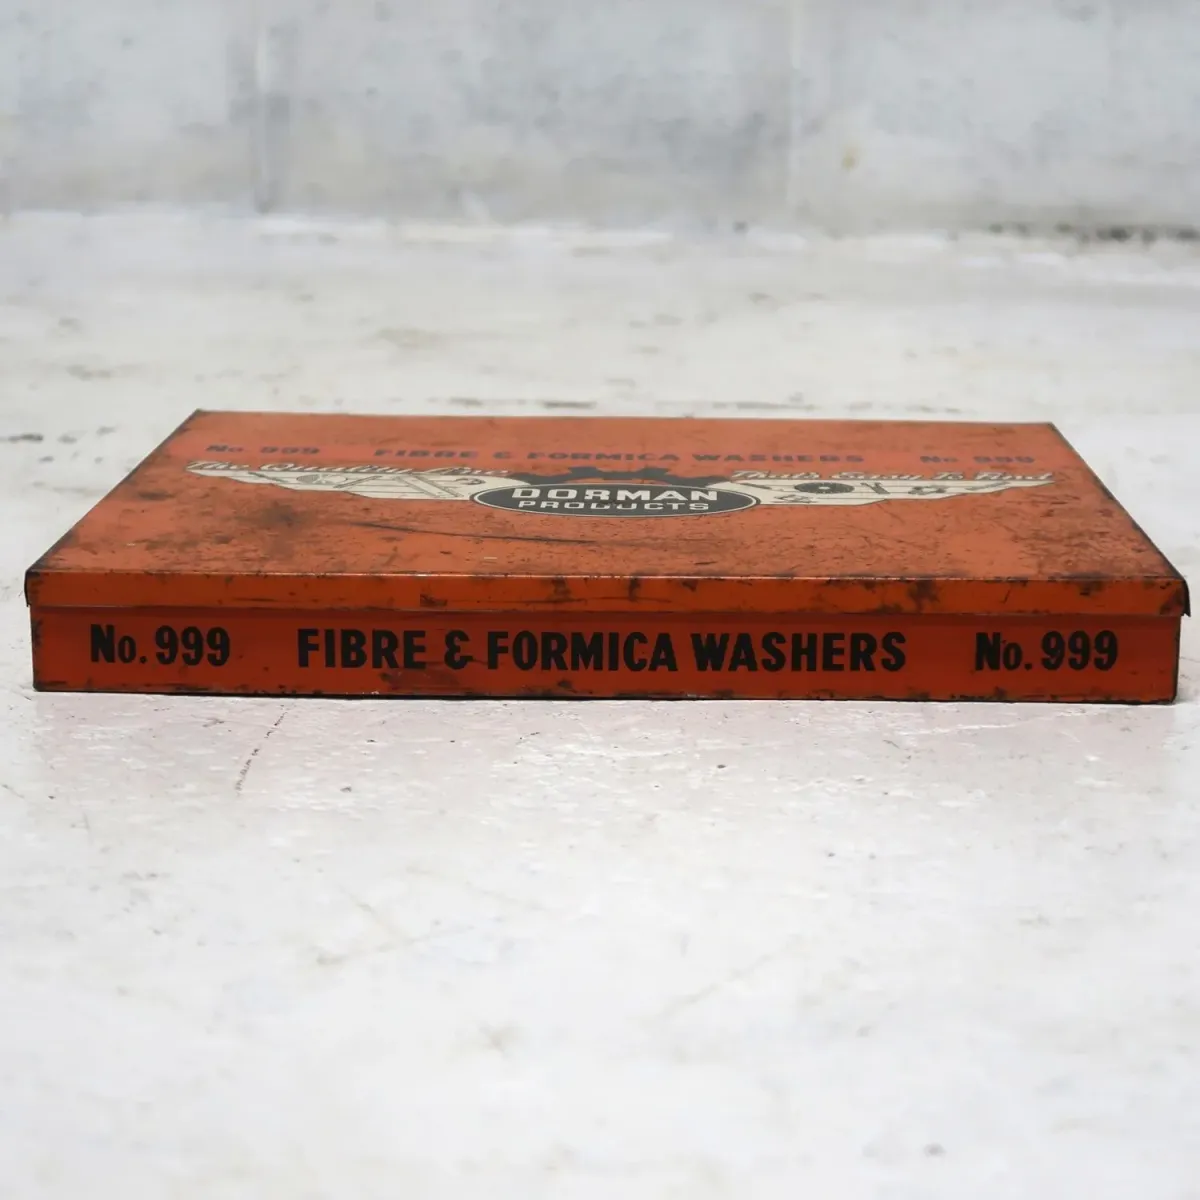 No. 999 FIBRE & FORMICA WASHERS No. 999
The Quality Line That's Easy To Find
DORMAN
PRODUCTS
No. 999 FIBRE & FORMICA WASHERS No. 999